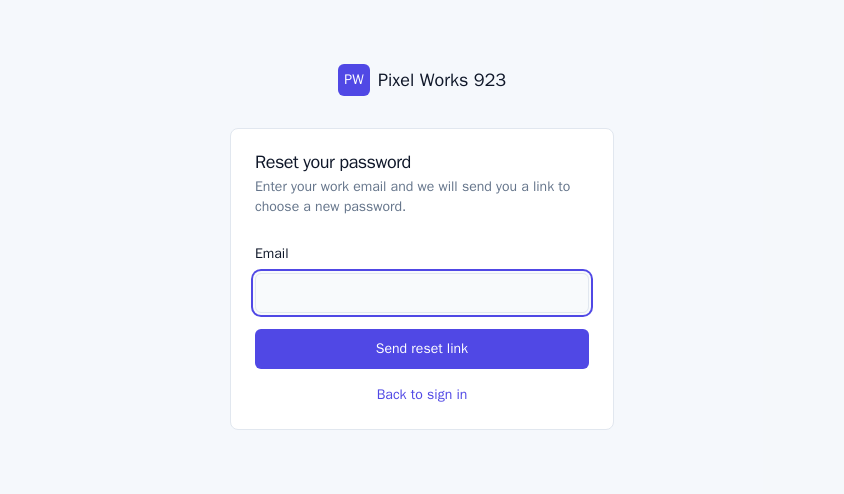 PW Pixel Works 923
Reset your password
Enter your work email and we will send you a link to
choose a new password.
Email
Send reset link
Back to sign in